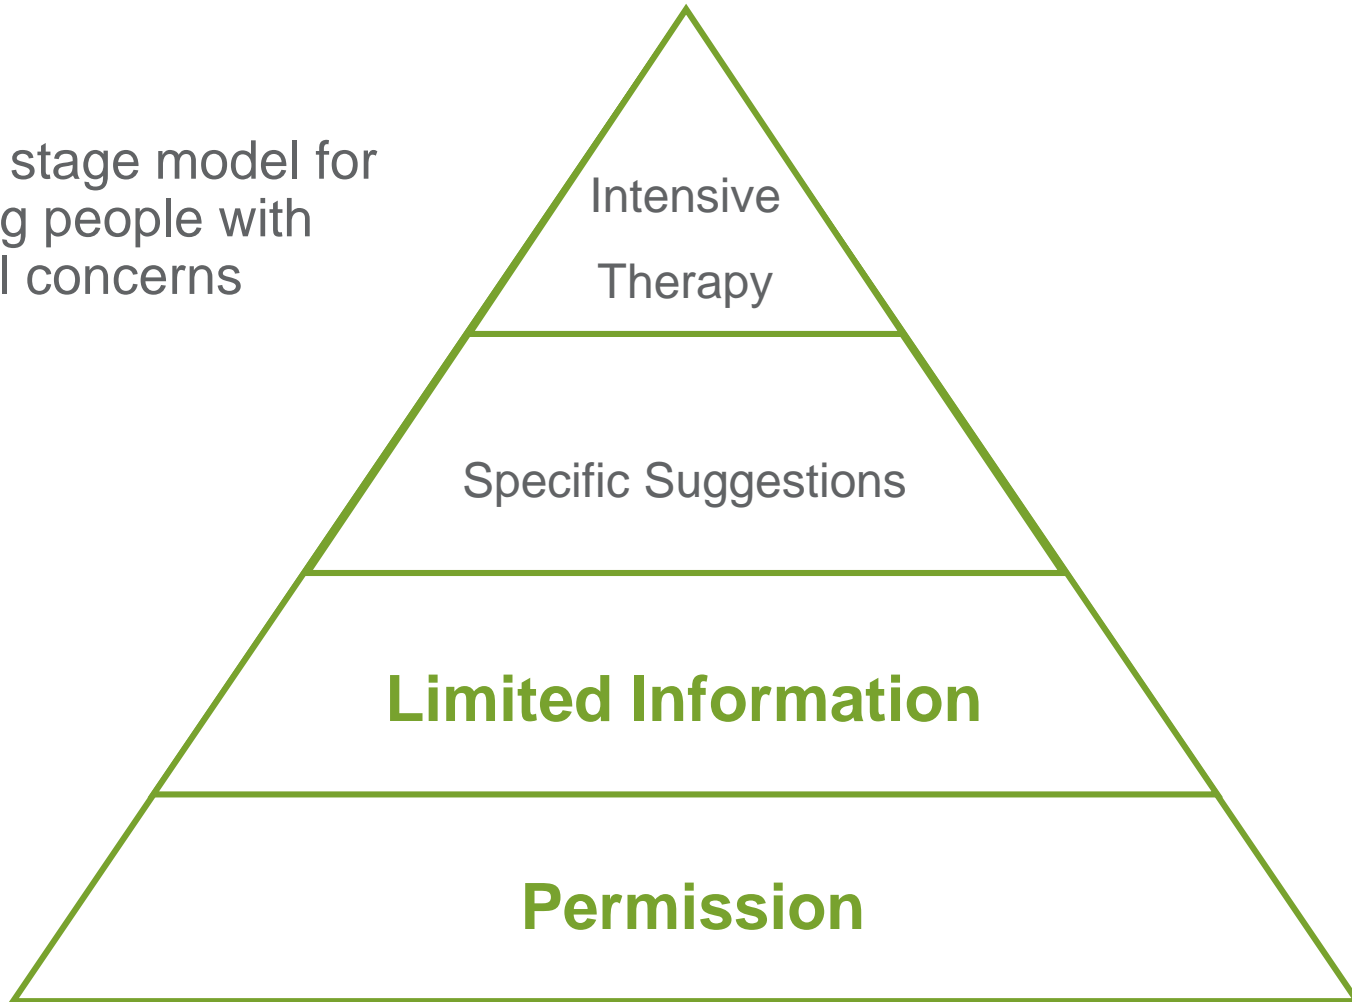 stage model for
g people with
l concerns
Intensive
Therapy
Specific Suggestions
Limited Information
Permission